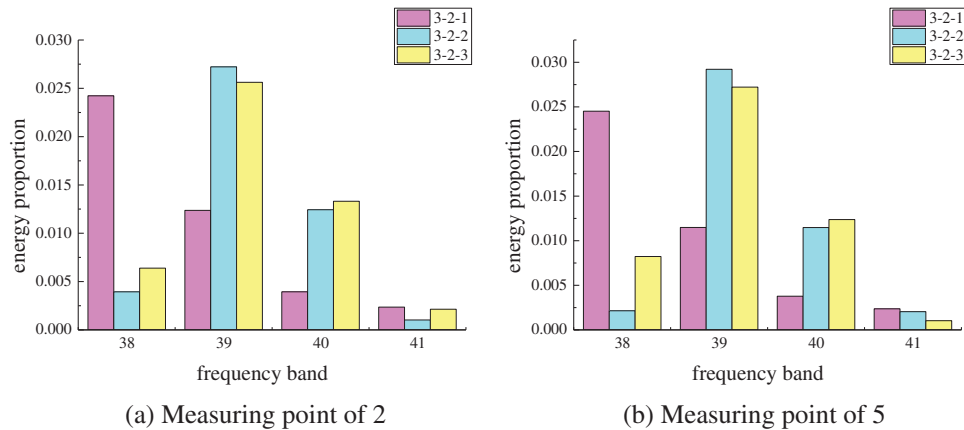 3-2-1
3-2-2
3-2-3
0.030
0.025
0.020
0.015
0.010
0.005
0.000
energy proportion
38 39 40 41
frequency band
(a) Measuring point of 2
3-2-1
3-2-2
3-2-3
0.030
0.025
0.020
0.015
0.010
0.005
0.000
energy proportion
38 39 40 41
frequency band
(b) Measuring point of 5